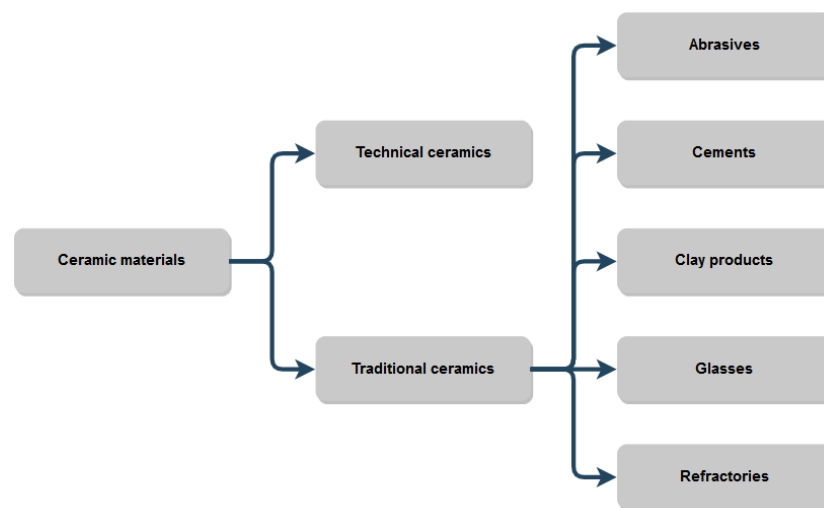 Abrasives
Technical ceramics
Cements
Ceramic materials
Clay products
Traditional ceramics
Glasses
Refractories